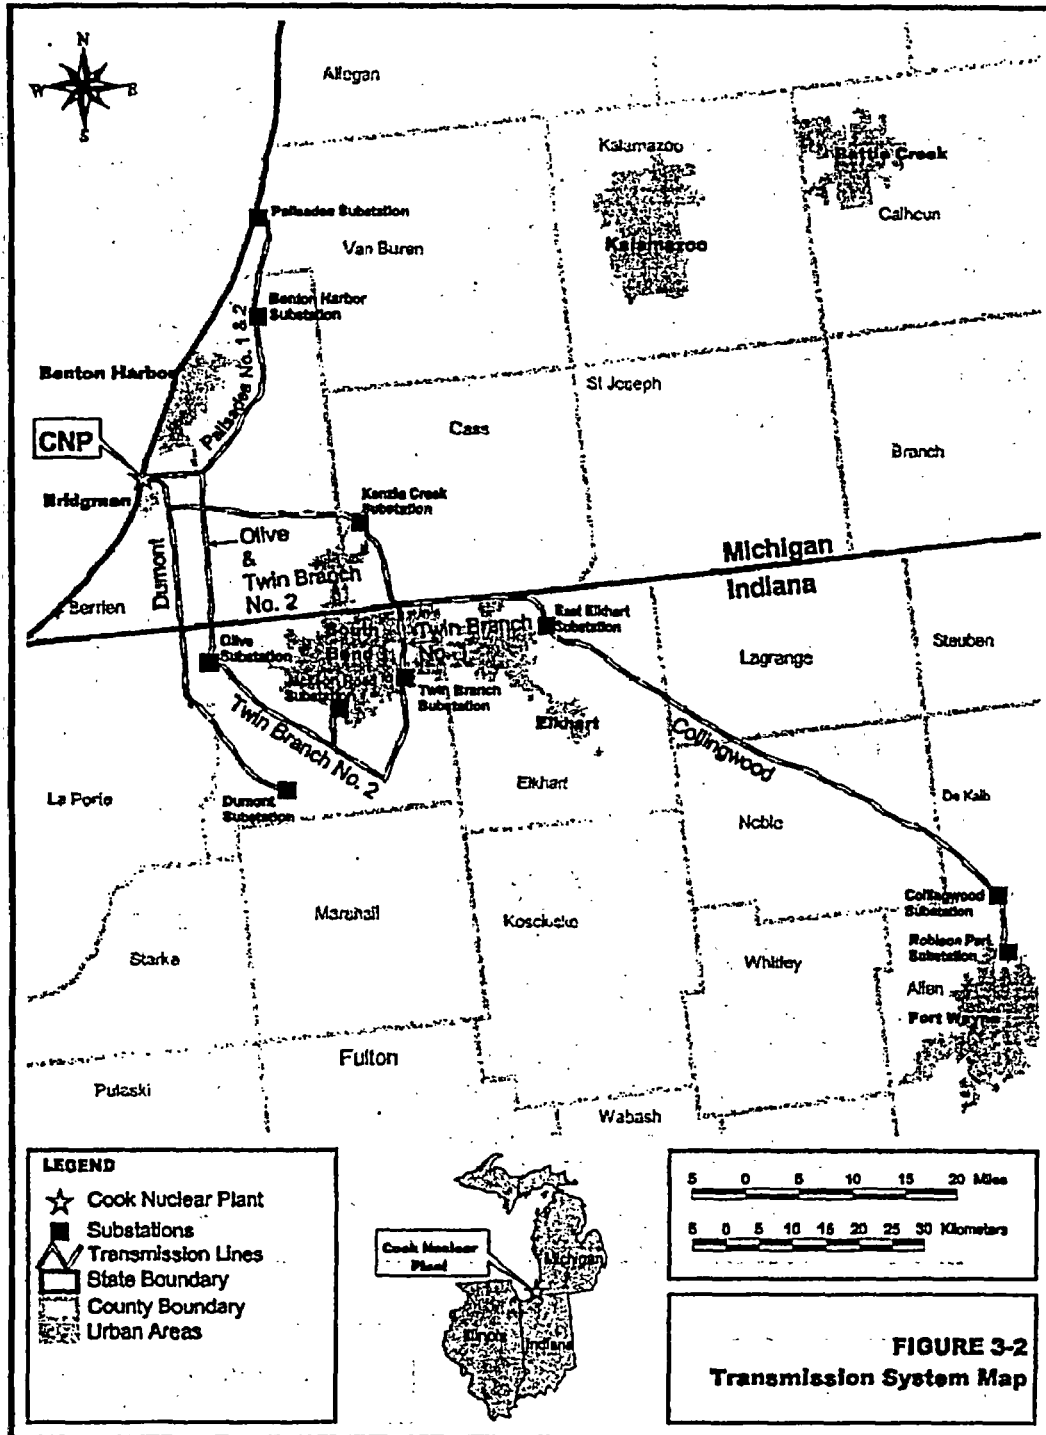 N
W E
S
Allegan
Kalamazoo
Battle Creek
Calhoun
Palisades Substation
Van Buren
Kalamazoo
Benton Harbor
Substation
Benton Harbor
Palisades No. 1 & 2
St Joseph
Cass
CNP
Branch
Bridgman
Kenzie Creek
Substation
Dumont
Olive
&
Twin Branch
No. 2
Michigan
Indiana
Berrien
East Elkhart
Substation
Olive
Substation
South
Bend
Twin Branch
No. 1
Lagrange
Steuben
Substation
Twin Branch
Substation
Elkhart
Twin Branch No. 2
Collingwood
La Porte
Dumont
Substation
Elkhart
De Kalb
Noble
Collingwood
Substation
Marshall
Kosciusko
Starke
Whitley
Robison Park
Substation
Allen
Fort Wayne
Fulton
Pulaski
Wabash
LEGEND
Cook Nuclear Plant
Substations
Transmission Lines
State Boundary
County Boundary
Urban Areas
Cook Nuclear
Plant
Michigan
Illinois
Indiana
5 0 5 10 15 20 Miles
5 0 5 10 15 20 25 30 Kilometers
FIGURE 3-2
Transmission System Map